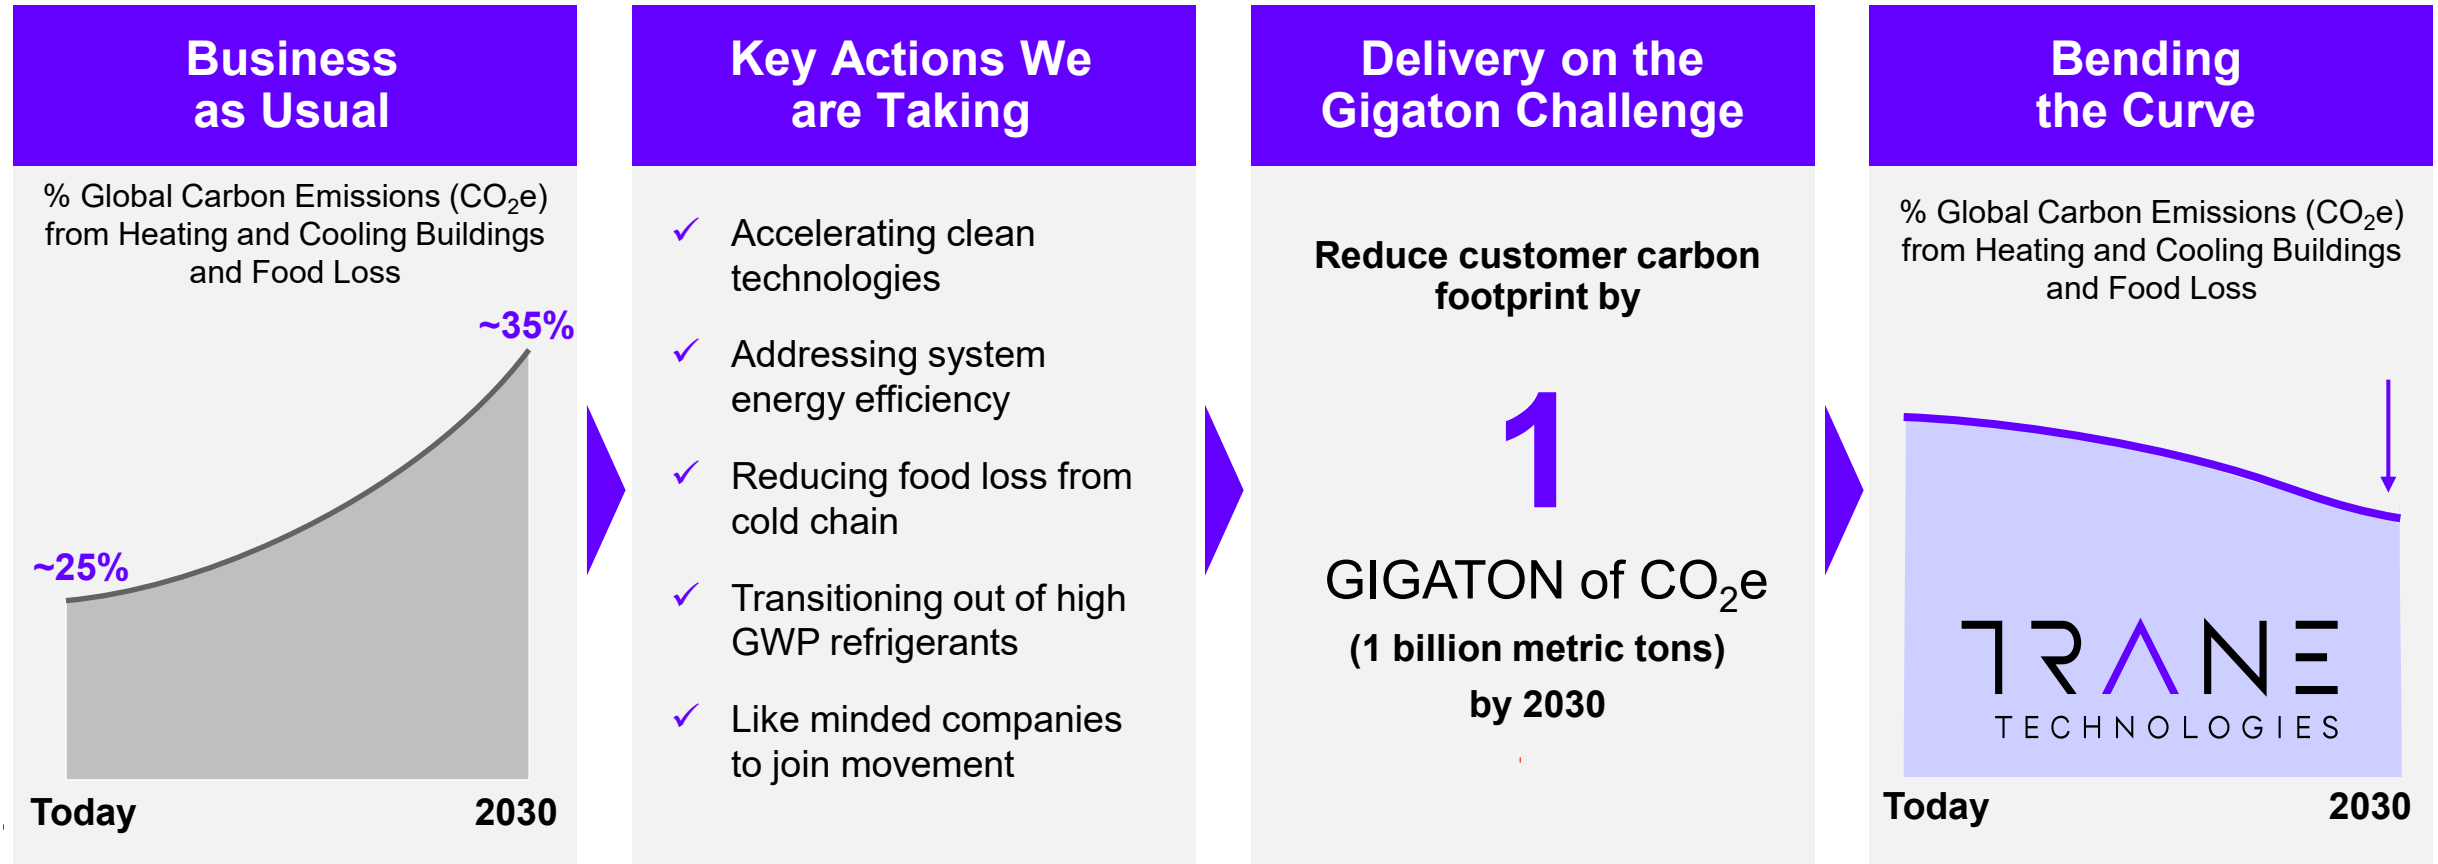 Business
as Usual
% Global Carbon Emissions (CO₂e)
from Heating and Cooling Buildings
and Food Loss
~35%
~25%
Today
2030
Key Actions We
are Taking
✓ Accelerating clean
technologies
✓ Addressing system
energy efficiency
✓ Reducing food loss from
cold chain
✓ Transitioning out of high
GWP refrigerants
✓ Like minded companies
to join movement
Delivery on the
Gigaton Challenge
Reduce customer carbon
footprint by
1
GIGATON of CO₂e
(1 billion metric tons)
by 2030
Bending
the Curve
% Global Carbon Emissions (CO₂e)
from Heating and Cooling Buildings
and Food Loss
TRANE
TECHNOLOGIES
Today
2030